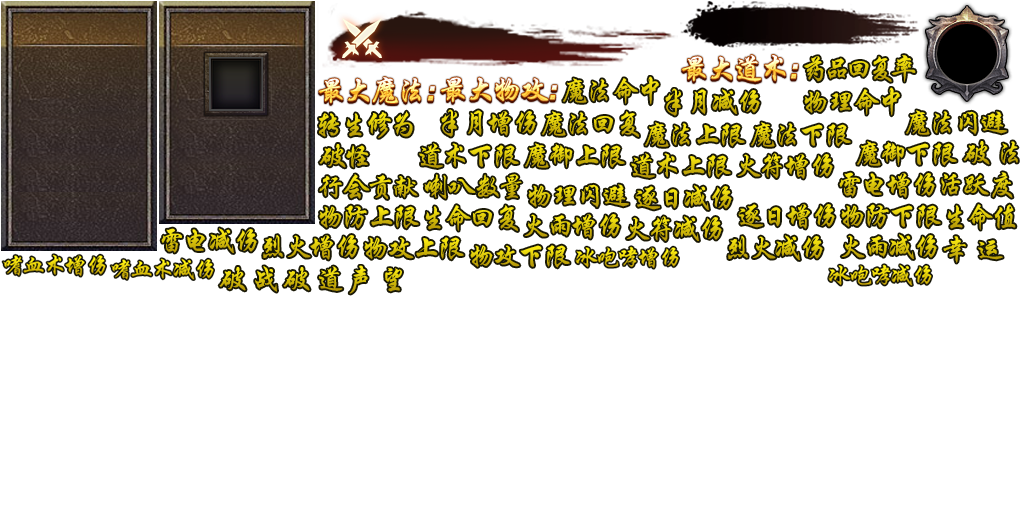 最大道术:
药品回复率
最大魔法:
最大物攻:
魔法命中
半月减伤
物理命中
转生修为
半月增伤
魔法回复
魔法上限
魔法下限
魔法闪避
破怪
道术下限
魔御上限
道术上限
火符增伤
魔御下限
破法
行会贡献
喇叭数量
物理闪避
逐日减伤
雷电增伤
活跃度
物防上限
生命回复
火雨增伤
火符减伤
逐日增伤
物防下限
生命值
雷电减伤
烈火增伤
物攻上限
物攻下限
冰咆哮增伤
烈火减伤
火雨减伤
幸运
嗜血术增伤
嗜血术减伤
破战
破道
声望
冰咆哮减伤